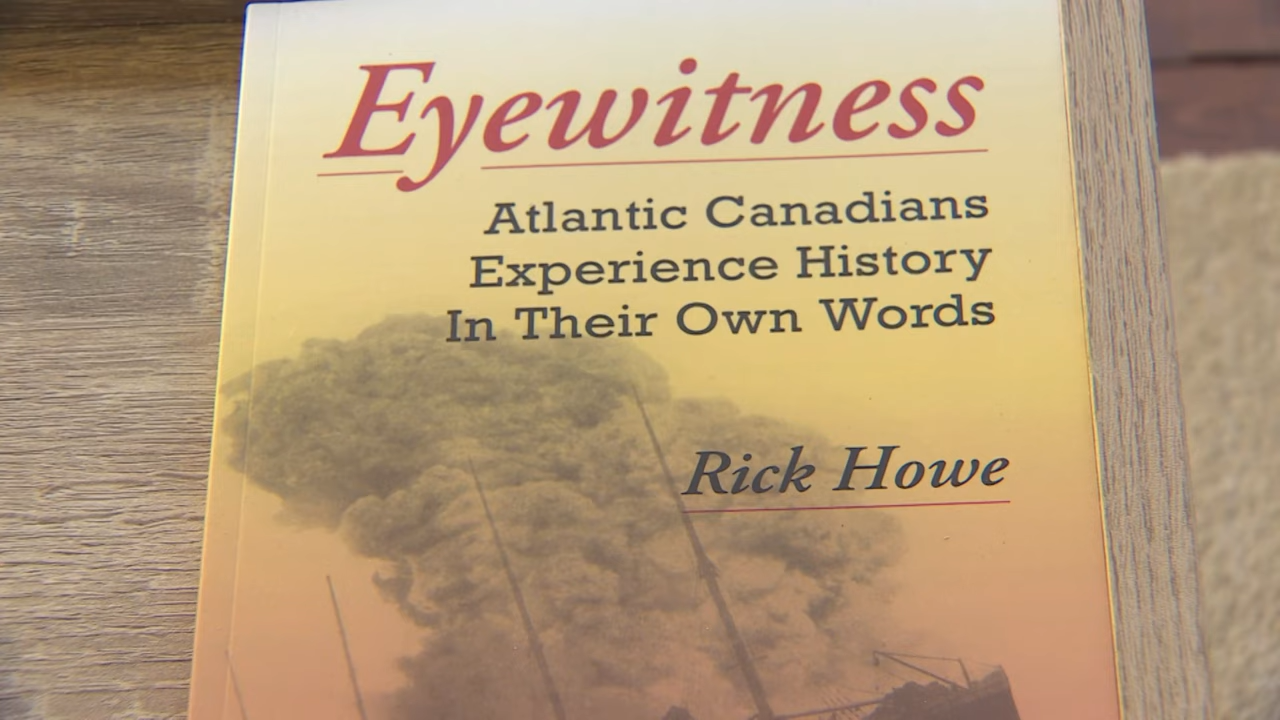 Eyewitness
Atlantic Canadians
Experience History
In Their Own Words
Rick Howe